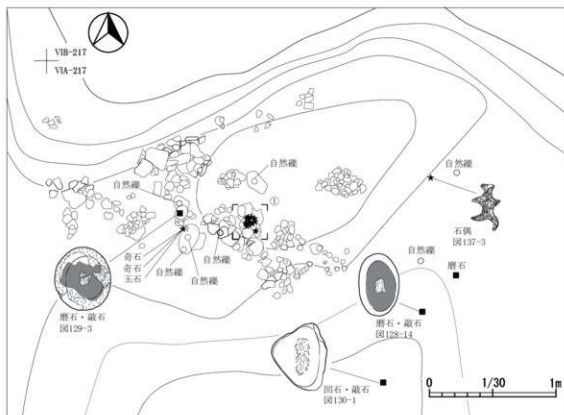 ⅥB-217
ⅥA-217
自然礫
①
自然礫
自然礫
石偶
図137-3
自然礫
奇石
奇石
玉石
自然礫
自然礫
自然礫
磨石
磨石・敲石
図129-3
磨石・敲石
図128-14
凹石・敲石
図130-1
0 1/30 1m